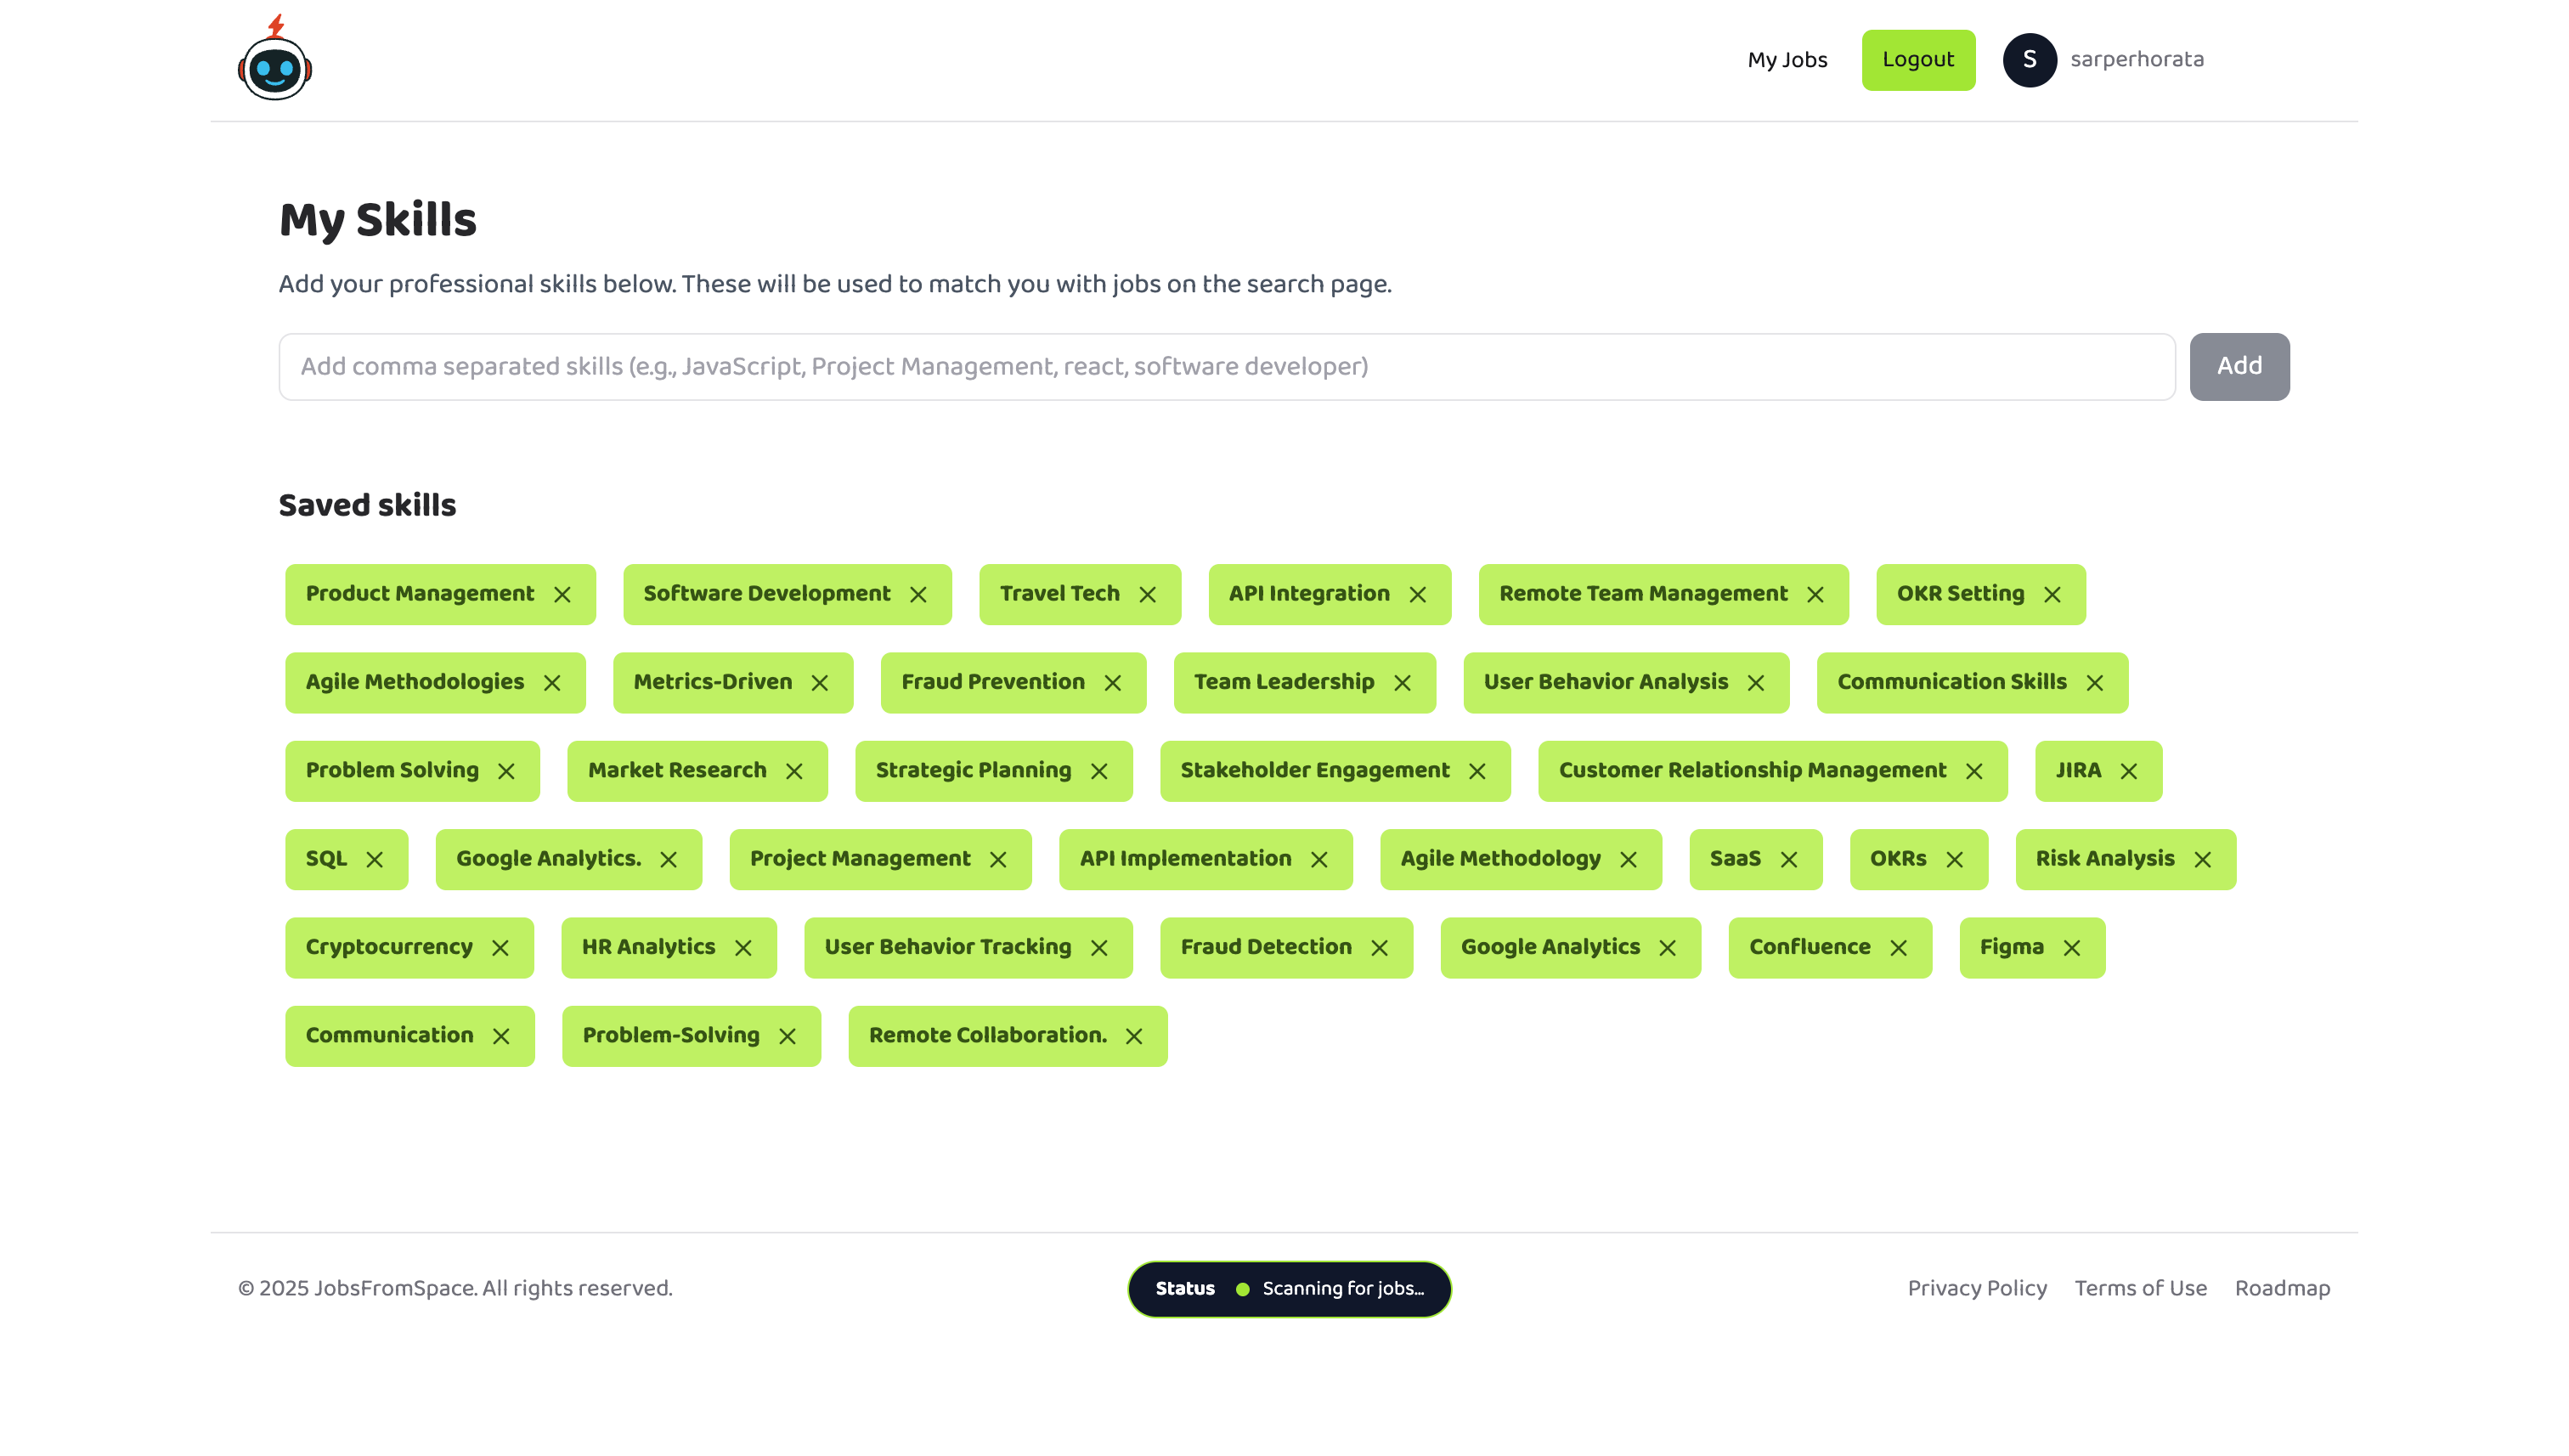 My Jobs Logout S sarperhorata
My Skills
Add your professional skills below. These will be used to match you with jobs on the search page.
Add comma separated skills (e.g., JavaScript, Project Management, react, software developer) Add
Saved skills
Product Management Software Development Travel Tech API Integration Remote Team Management OKR Setting
Agile Methodologies Metrics-Driven Fraud Prevention Team Leadership User Behavior Analysis Communication Skills
Problem Solving Market Research Strategic Planning Stakeholder Engagement Customer Relationship Management JIRA
SQL Google Analytics. Project Management API Implementation Agile Methodology SaaS OKRs Risk Analysis
Cryptocurrency HR Analytics User Behavior Tracking Fraud Detection Google Analytics Confluence Figma
Communication Problem-Solving Remote Collaboration.
© 2025 JobsFromSpace. All rights reserved. Status Scanning for jobs... Privacy Policy Terms of Use Roadmap